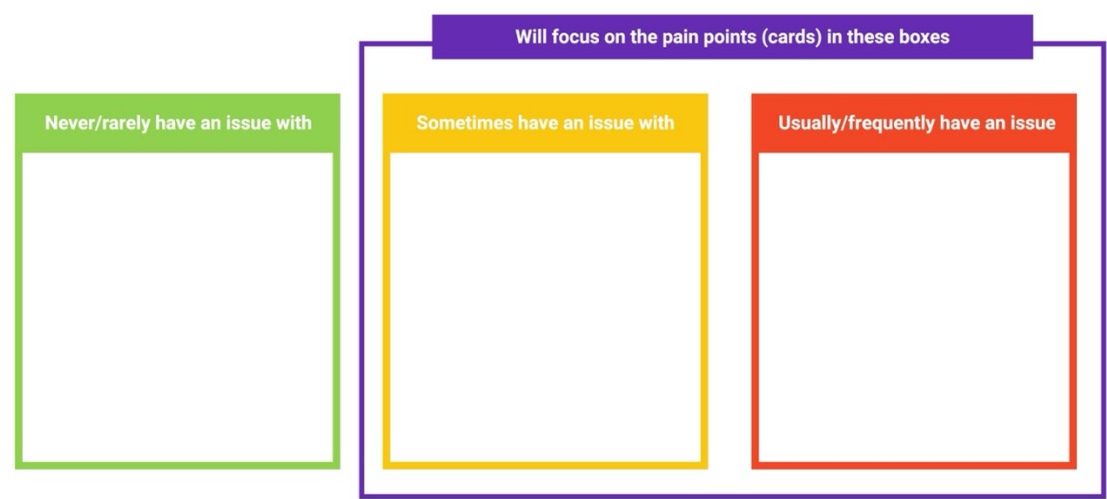 Will focus on the pain points (cards) in these boxes
Never/rarely have an issue with
Sometimes have an issue with
Usually/frequently have an issue